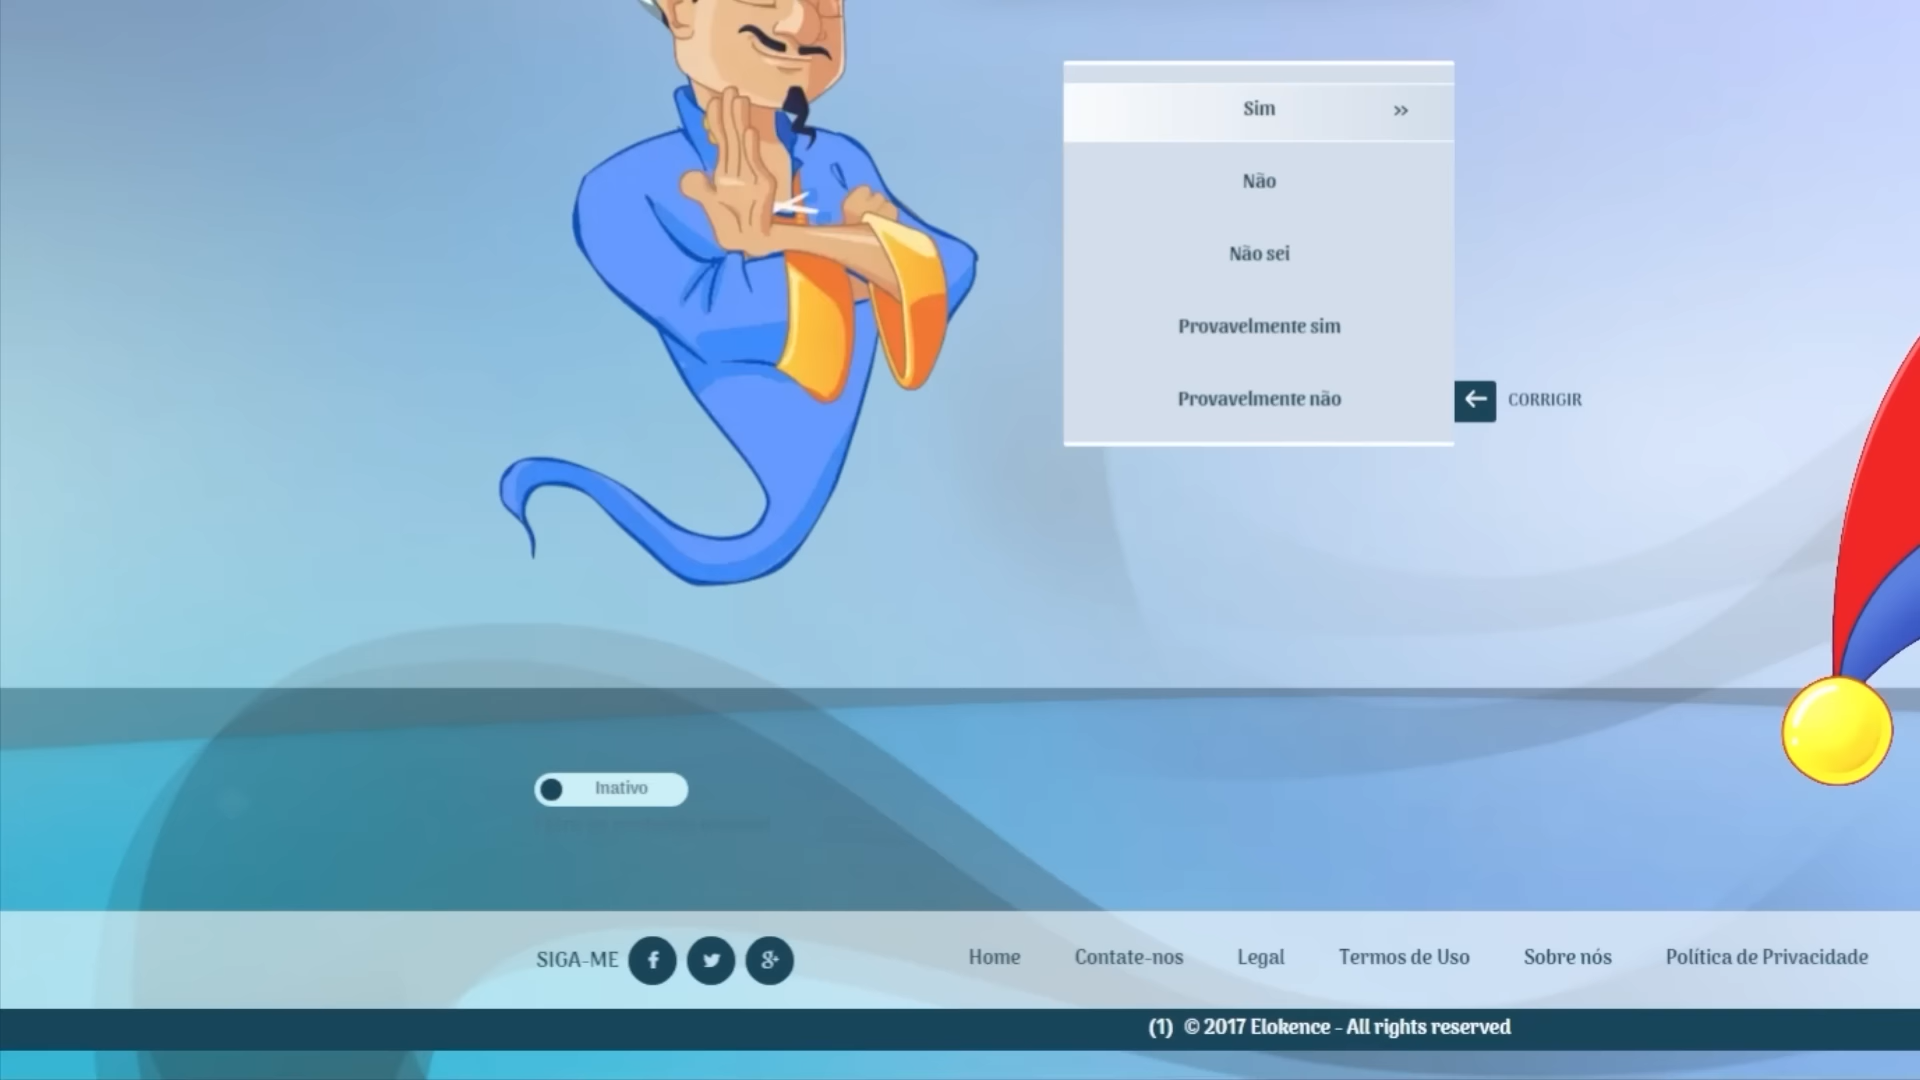 Sim »
Não
Não sei
Provavelmente sim
Provavelmente não
CORRIGIR
Inativo
SIGA-ME
Home Contate-nos Legal Termos de Uso Sobre nós Política de Privacidade
(1) © 2017 Elokence - All rights reserved